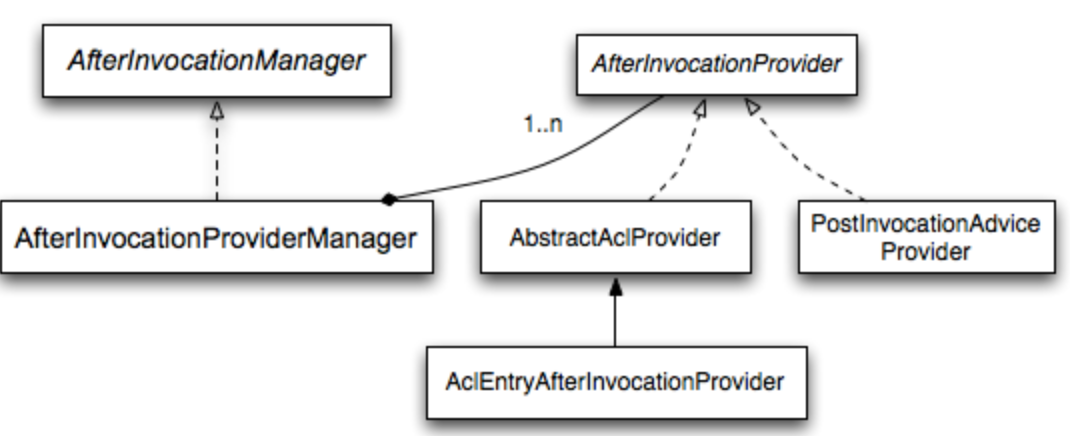 AfterInvocationManager
AfterInvocationProvider
1..n
AfterInvocationProviderManager
AbstractAclProvider
PostInvocationAdvice
Provider
AclEntryAfterInvocationProvider